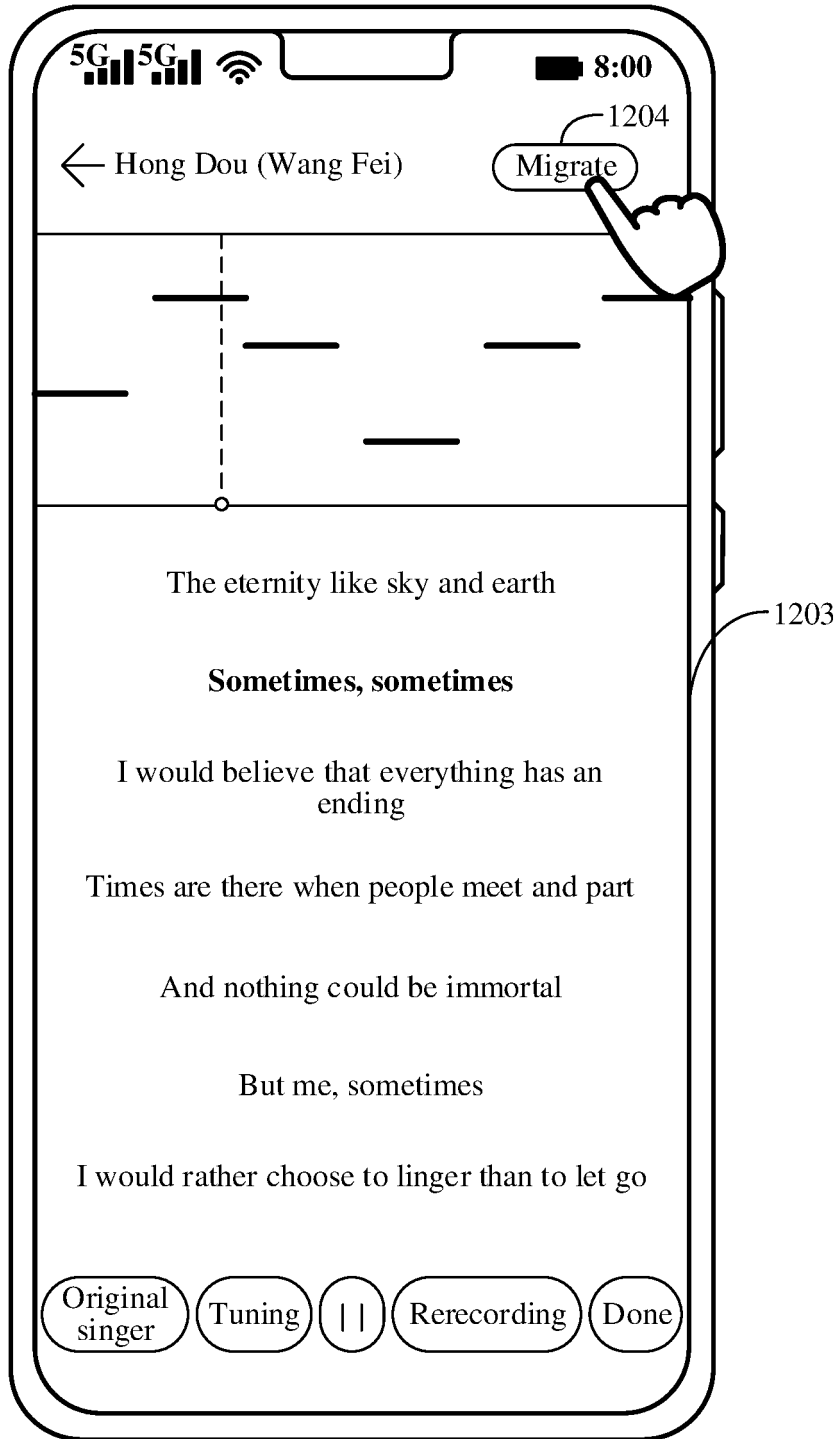 5G 5G 8:00
1204
Hong Dou (Wang Fei) Migrate
The eternity like sky and earth
1203
Sometimes, sometimes
I would believe that everything has an
ending
Times are there when people meet and part
And nothing could be immortal
But me, sometimes
I would rather choose to linger than to let go
Original
singer
Tuning
Rerecording
Done